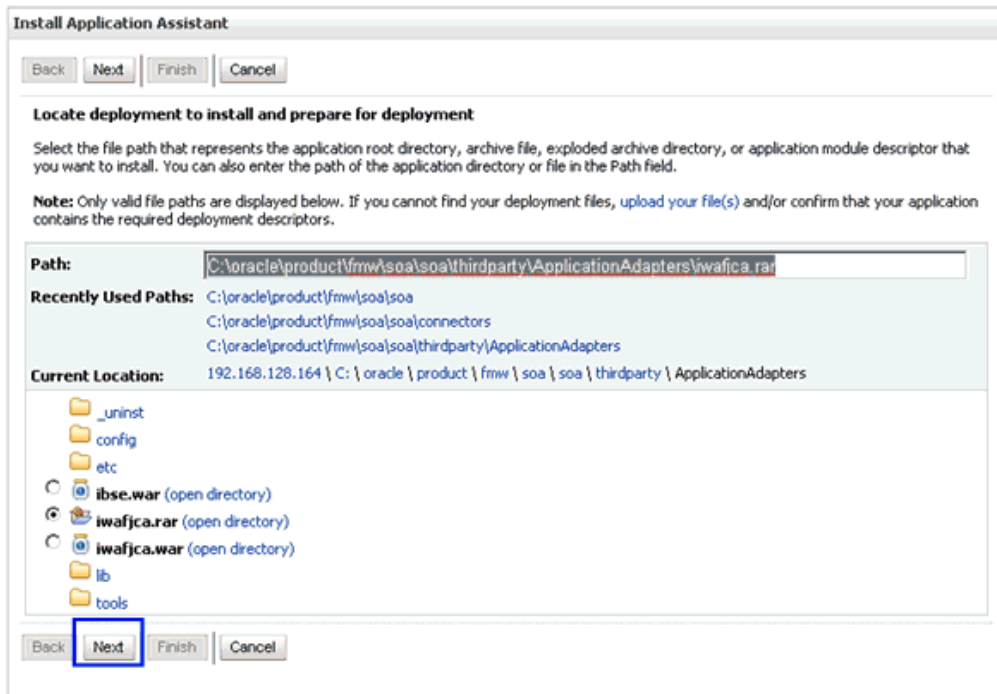 Install Application Assistant
Back Next Finish Cancel
Locate deployment to install and prepare for deployment
Select the file path that represents the application root directory, archive file, exploded archive directory, or application module descriptor that
you want to install. You can also enter the path of the application directory or file in the Path field.
Note: Only valid file paths are displayed below. If you cannot find your deployment files, upload your file(s) and/or confirm that your application
contains the required deployment descriptors.
Path: C:\oracle\product\fmw\soa\soa\thirdparty\ApplicationAdapters\iwafjca.rar
Recently Used Paths: C:\oracle\product\fmw\soa\soa
C:\oracle\product\fmw\soa\soa\connectors
C:\oracle\product\fmw\soa\soa\thirdparty\ApplicationAdapters
Current Location: 192.168.128.164 \ C: \ oracle \ product \ fmw \ soa \ soa \ thirdparty \ ApplicationAdapters
_uninst
config
etc
ibse.war (open directory)
iwafjca.rar (open directory)
iwafjca.war (open directory)
lib
tools
Back Next Finish Cancel